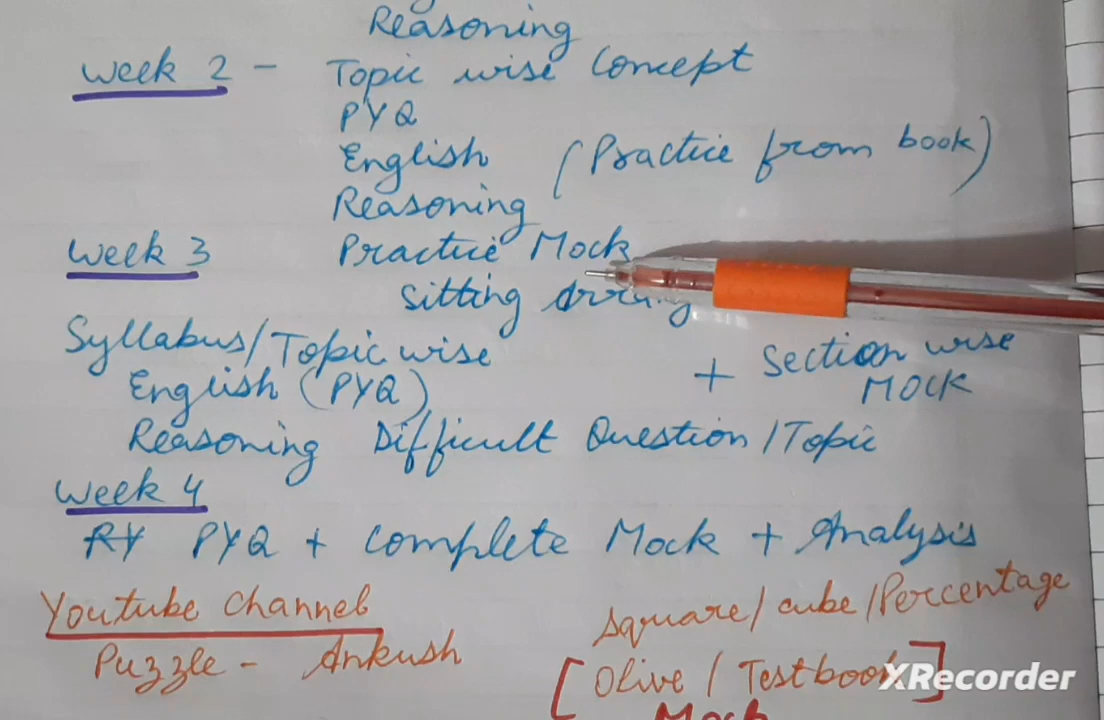 Reasoning
Week 2 - Topic wise Concept
PYQ
English (Practice from book)
Reasoning
Week 3 Practice Mock
Sitting
Syllabus/Topic wise + Section wise
English (PYQ) MOCK
Reasoning Difficult Question/Topic
Week 4
PYQ + Complete Mock + Analysis
Youtube Channel Square/cube/Percentage
Puzzle - Ankush
[Olive / Testbook]
Mock
XRecorder